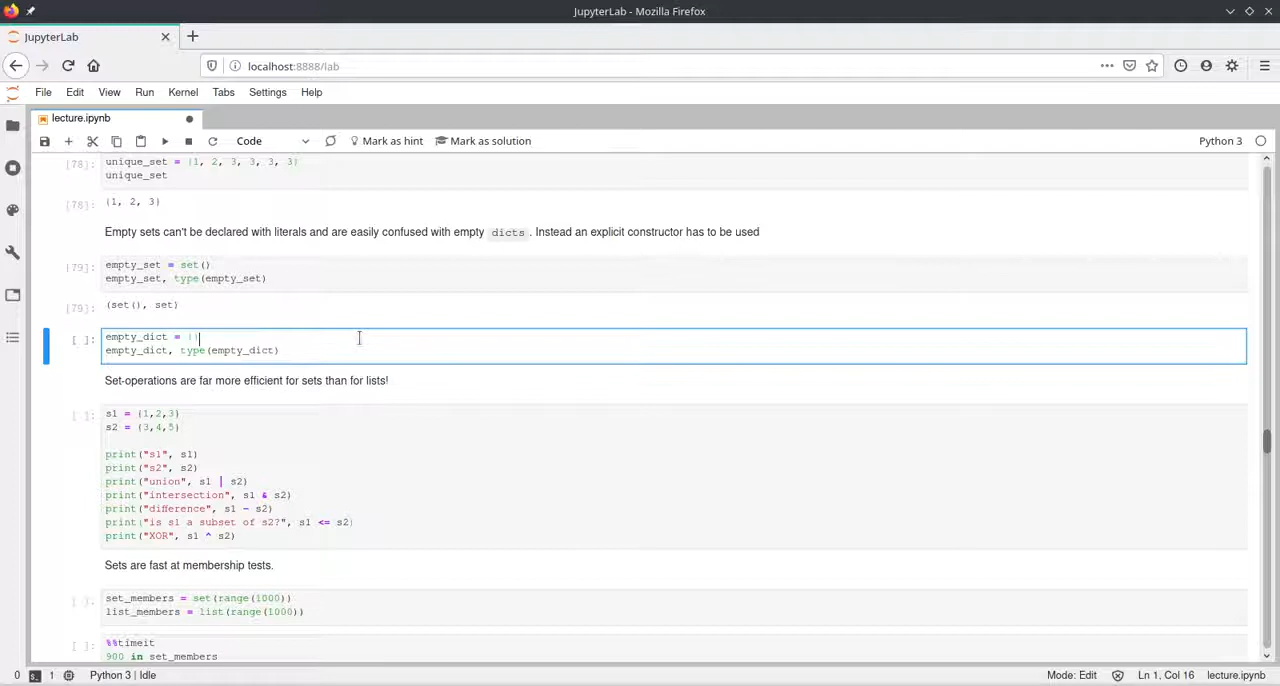 JupyterLab - Mozilla Firefox
JupyterLab
localhost:8888/lab
File Edit View Run Kernel Tabs Settings Help
lecture.ipynb
Code Mark as hint Mark as solution Python 3
[78]: unique_set = {1, 2, 3, 3, 3, 3}
unique_set
[78]: {1, 2, 3}
Empty sets can't be declared with literals and are easily confused with empty dicts. Instead an explicit constructor has to be used
[79]: empty_set = set()
empty_set, type(empty_set)
[79]: (set(), set)
[ ]: empty_dict = {}
empty_dict, type(empty_dict)
Set-operations are far more efficient for sets than for lists!
[ ]: s1 = {1,2,3}
s2 = {3,4,5}
print("s1", s1)
print("s2", s2)
print("union", s1 | s2)
print("intersection", s1 & s2)
print("difference", s1 - s2)
print("is s1 a subset of s2?", s1 <= s2)
print("XOR", s1 ^ s2)
Sets are fast at membership tests.
[ ]: set_members = set(range(1000))
list_members = list(range(1000))
[ ]: %%timeit
900 in set_members
0 1 Python 3 | Idle Mode: Edit Ln 1, Col 16 lecture.ipynb